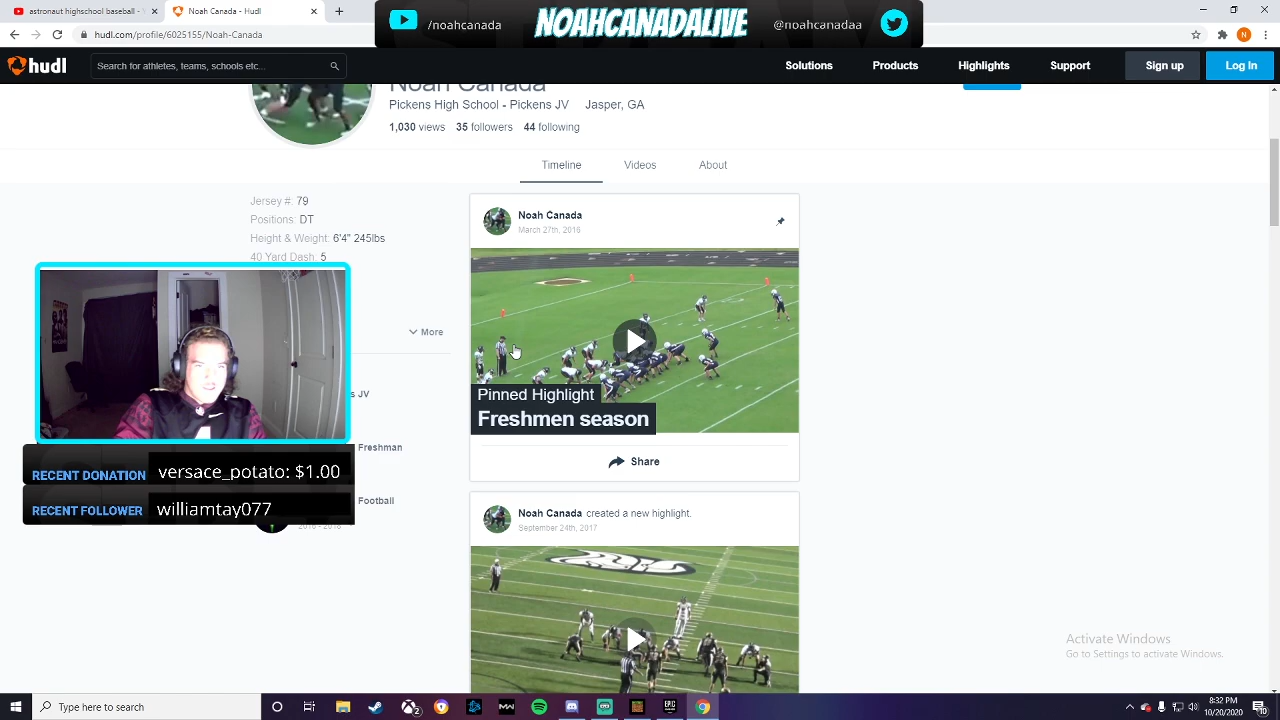 astronaut highschool baseball -
Noah Canada - Hudl
hudl.com/profile/6025155/Noah-Canada
/noahcanada
NOAHCANADALIVE
@noahcanadaa
N
hudl
Search for athletes, teams, schools etc...
Solutions
Products
Highlights
Support
Sign up
Log In
Noah Canada
Pickens High School - Pickens JV Jasper, GA
1,030 views 35 followers 44 following
Timeline
Videos
About
Jersey #: 79
Positions: DT
Height & Weight: 6'4" 245lbs
40 Yard Dash: 5
More
s JV
Freshman
Football
2016 - 2018
Noah Canada
March 27th, 2016
Pinned Highlight
Freshmen season
Share
Noah Canada created a new highlight.
September 24th, 2017
RECENT DONATION versace_potato: $1.00
RECENT FOLLOWER williamtay077
Activate Windows
Go to Settings to activate Windows.
Type here to search
2
EPIC
8:32 PM
10/20/2020